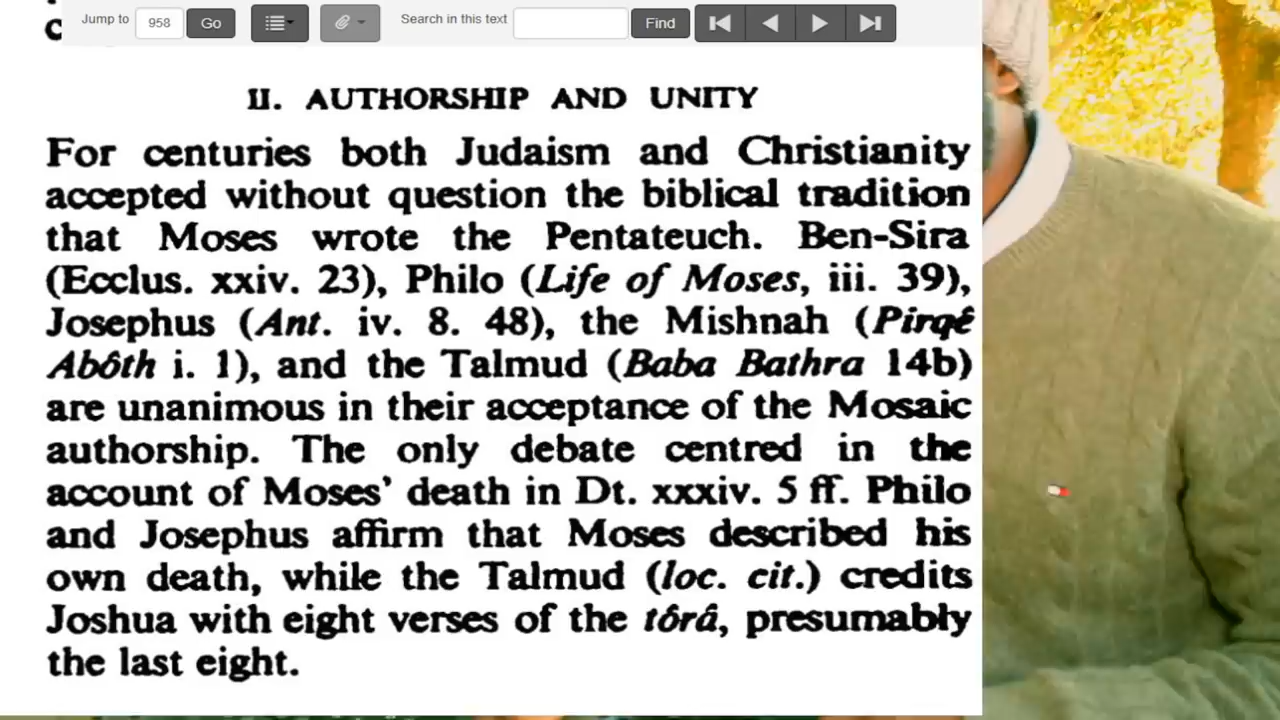 Jump to 958 Go Search in this text Find
II. AUTHORSHIP AND UNITY
For centuries both Judaism and Christianity
accepted without question the biblical tradition
that Moses wrote the Pentateuch. Ben-Sira
(Ecclus. xxiv. 23), Philo (Life of Moses, iii. 39),
Josephus (Ant. iv. 8. 48), the Mishnah (Pirqê
Abôth i. 1), and the Talmud (Baba Bathra 14b)
are unanimous in their acceptance of the Mosaic
authorship. The only debate centred in the
account of Moses' death in Dt. xxxiv. 5 ff. Philo
and Josephus affirm that Moses described his
own death, while the Talmud (loc. cit.) credits
Joshua with eight verses of the tôrâ, presumably
the last eight.